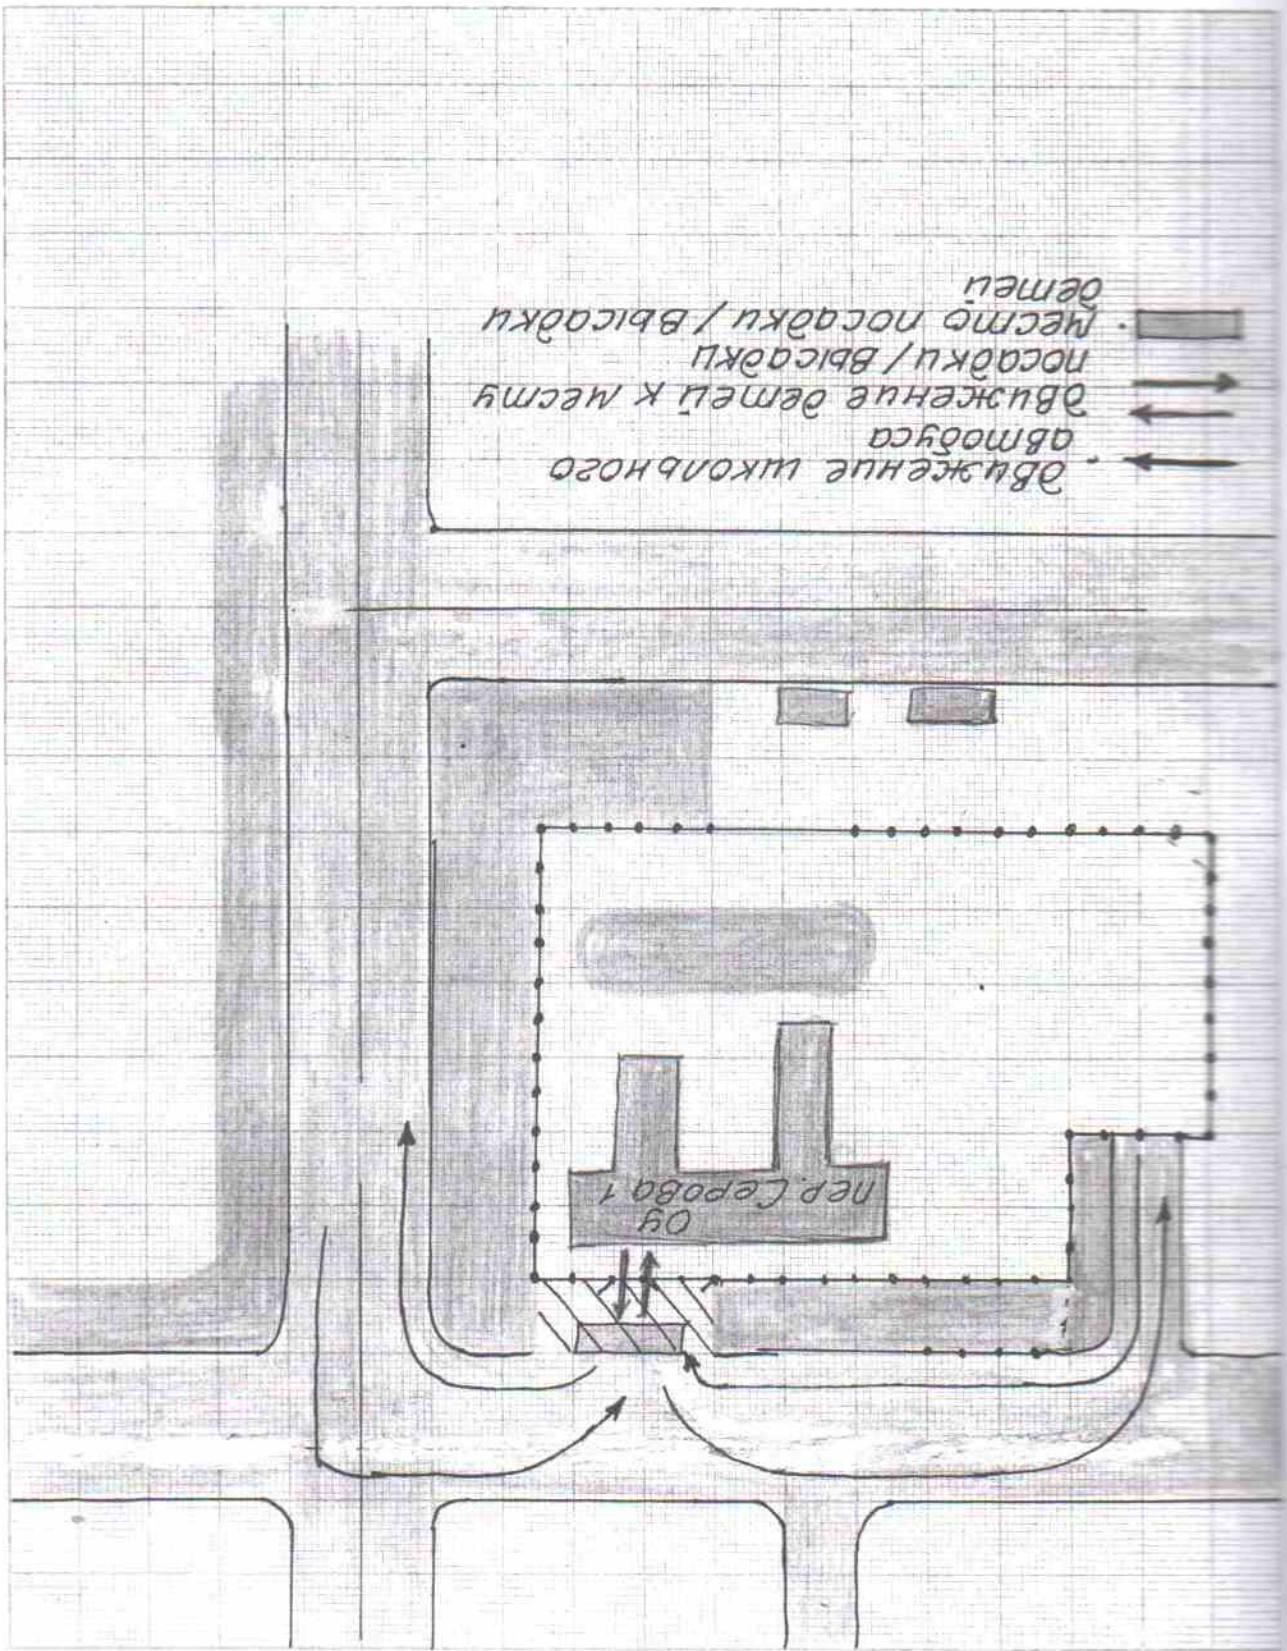 ОУ
пер. Серова 1
движение школьного
автобуса
движение детей к месту
посадки/высадки
место посадки/высадки
детей